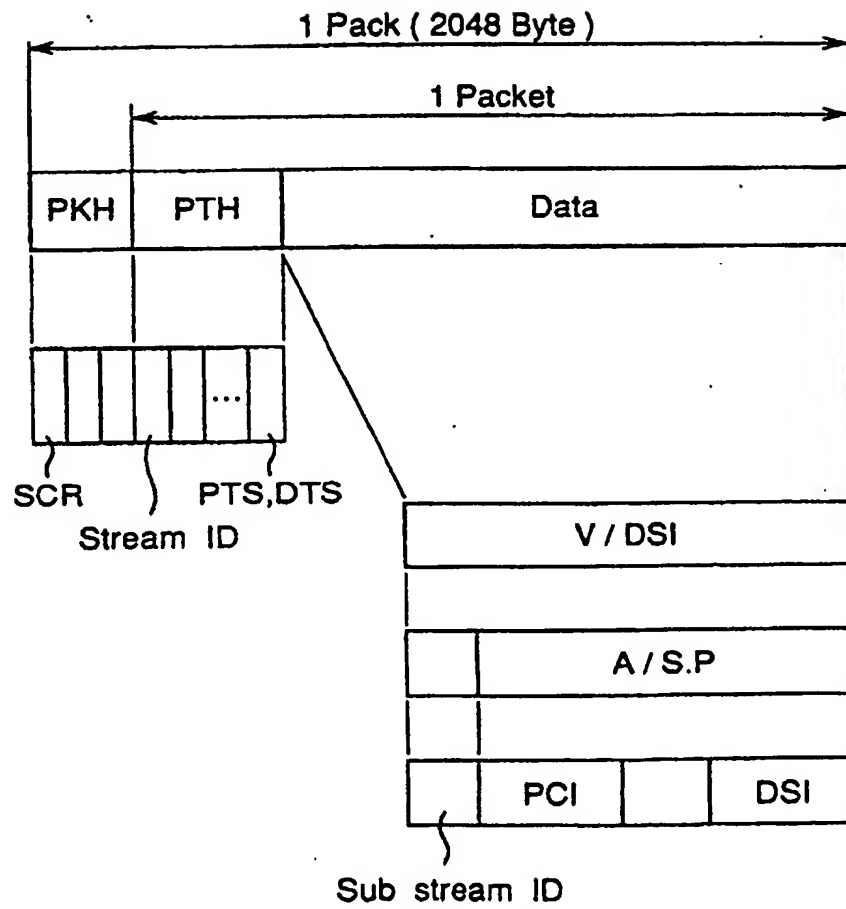 1 Pack ( 2048 Byte )
1 Packet
PKH PTH Data
...
SCR PTS,DTS
Stream ID
V / DSI
A / S.P
PCI DSI
Sub stream ID